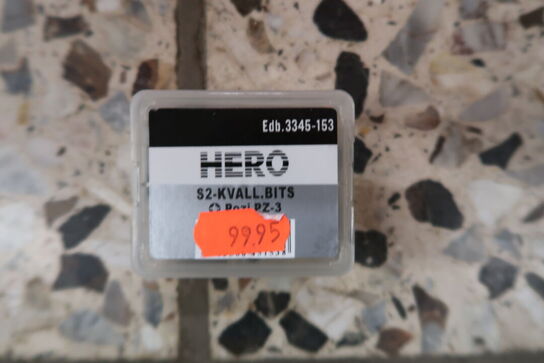 Edb.3345-153
HERO
S2-KVALL.BITS
Pozi PZ-3
99.95